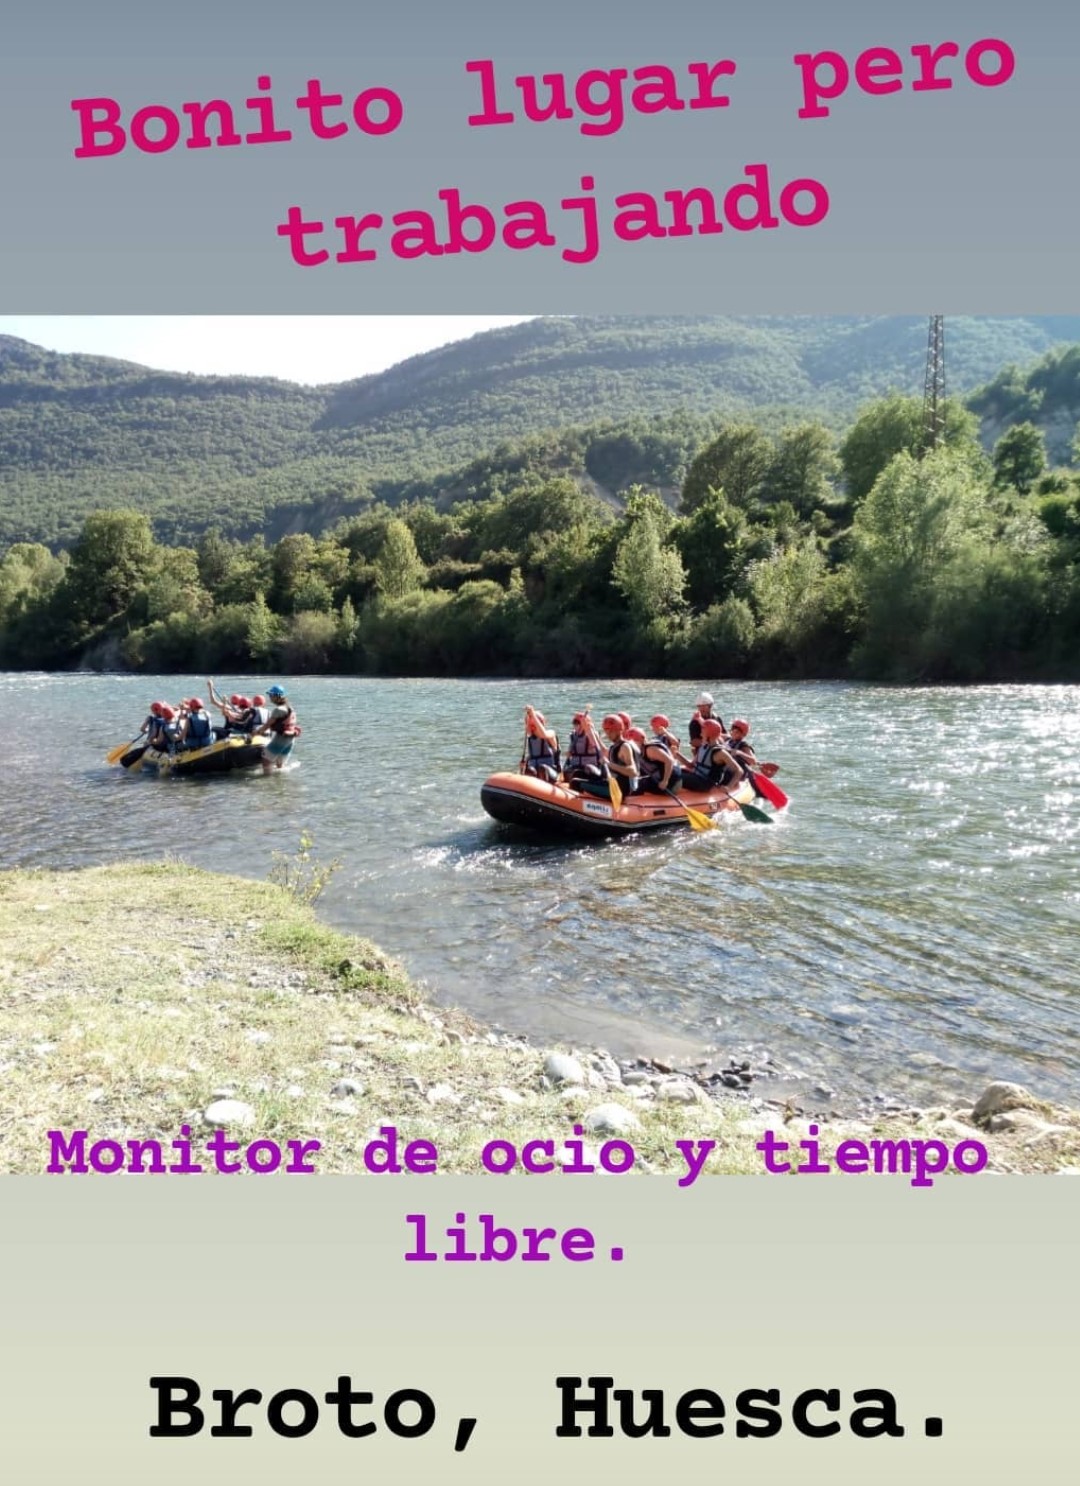 Bonito lugar pero
trabajando
Monitor de ocio y tiempo
libre.
Broto, Huesca.